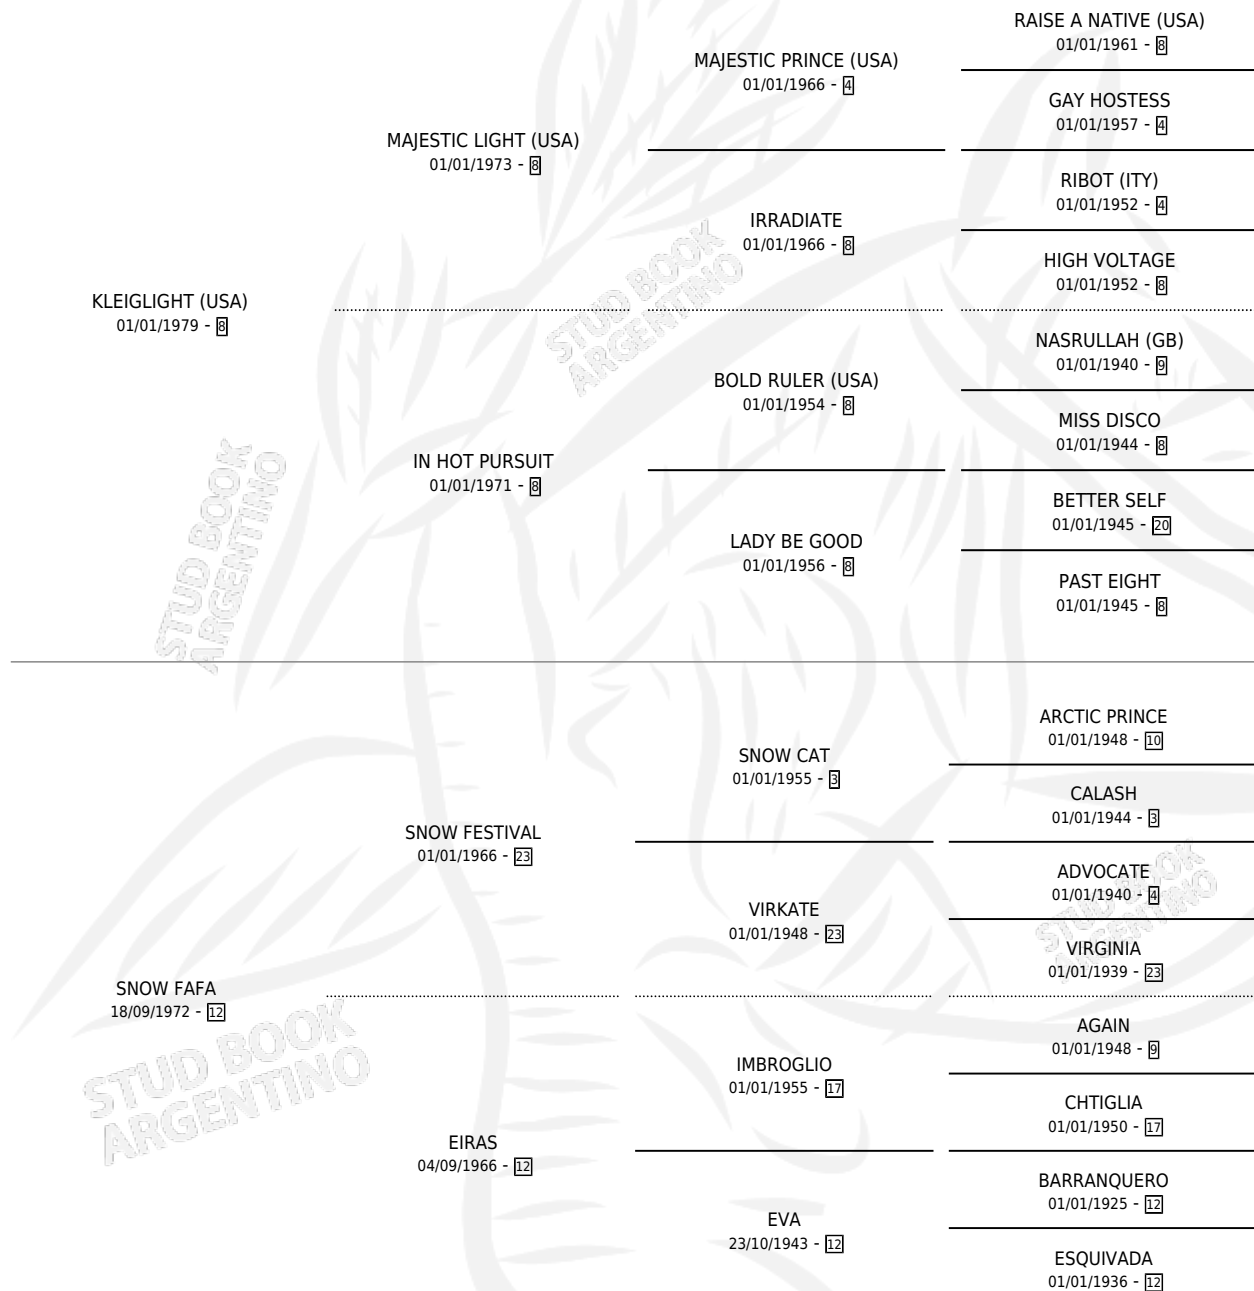 RAISE A NATIVE (USA)
01/01/1961 - 8
MAJESTIC PRINCE (USA)
01/01/1966 - 4
GAY HOSTESS
01/01/1957 - 4
MAJESTIC LIGHT (USA)
01/01/1973 - 8
RIBOT (ITY)
01/01/1952 - 4
IRRADIATE
01/01/1966 - 8
HIGH VOLTAGE
01/01/1952 - 8
KLEIGLIGHT (USA)
01/01/1979 - 8
NASRULLAH (GB)
01/01/1940 - 9
BOLD RULER (USA)
01/01/1954 - 8
MISS DISCO
01/01/1944 - 8
IN HOT PURSUIT
01/01/1971 - 8
BETTER SELF
01/01/1945 - 20
LADY BE GOOD
01/01/1956 - 8
PAST EIGHT
01/01/1945 - 8
ARCTIC PRINCE
01/01/1948 - 10
SNOW CAT
01/01/1955 - 3
CALASH
01/01/1944 - 3
SNOW FESTIVAL
01/01/1966 - 23
ADVOCATE
01/01/1940 - 4
VIRKATE
01/01/1948 - 23
VIRGINIA
01/01/1939 - 23
SNOW FAFA
18/09/1972 - 12
AGAIN
01/01/1948 - 9
IMBROGLIO
01/01/1955 - 17
CHTIGLIA
01/01/1950 - 17
EIRAS
04/09/1966 - 12
BARRANQUERO
01/01/1925 - 12
EVA
23/10/1943 - 12
ESQUIVADA
01/01/1936 - 12
STUD BOOK
ARGENTINO
STUD BOOK
ARGENTINO
STUD BOOK
ARGENTINO
STUD BOOK
ARGENTINO